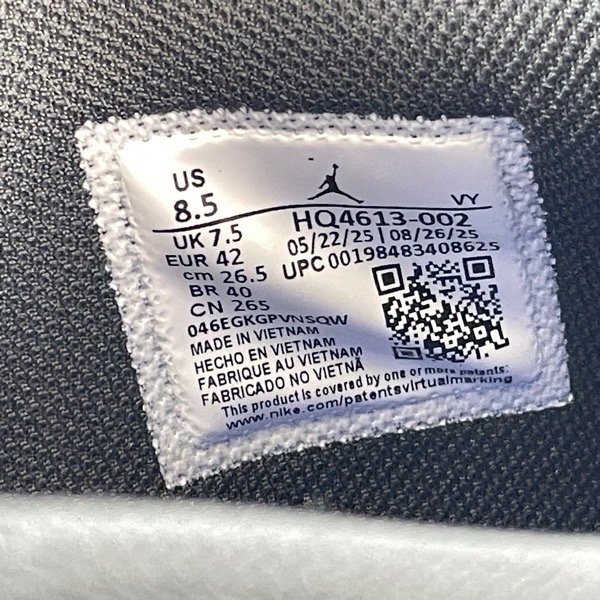 US
8.5
VY
HQ4613-002
UK 7.5
05/22/25 | 08/26/25
EUR 42
UPC 00198483408625
cm 26.5
BR 40
CN 265
046EGKGPVNSQW
MADE IN VIETNAM
HECHO EN VIETNAM
FABRIQUE AU VIETNAM
FABRICADO NO VIETNÃ
This product is covered by one or more patents:
www.nike.com/patentsvirtualmarking